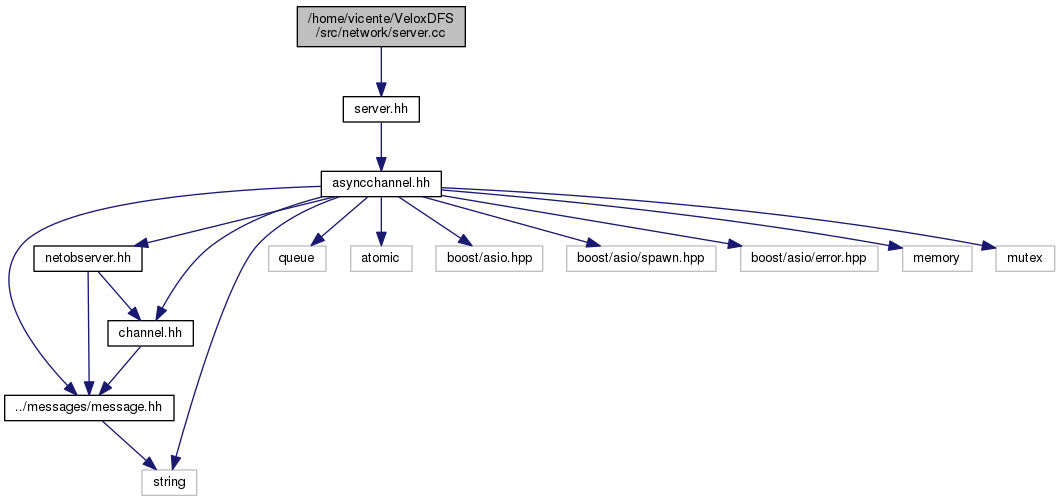 /home/vicente/VeloxDFS
/src/network/server.cc
server.hh
asyncchannel.hh
netobserver.hh
queue
atomic
boost/asio.hpp
boost/asio/spawn.hpp
boost/asio/error.hpp
memory
mutex
channel.hh
../messages/message.hh
string